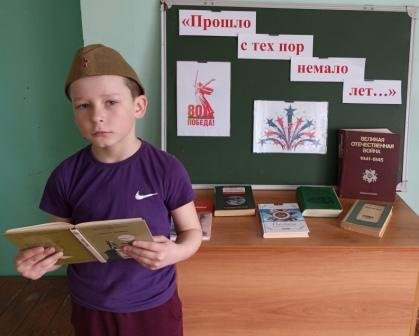 «Прошло
с тех пор
немало
лет…»
80
ПОБЕДА!
ВЕЛИКАЯ
ОТЕЧЕСТВЕННАЯ
ВОЙНА
1941-1945